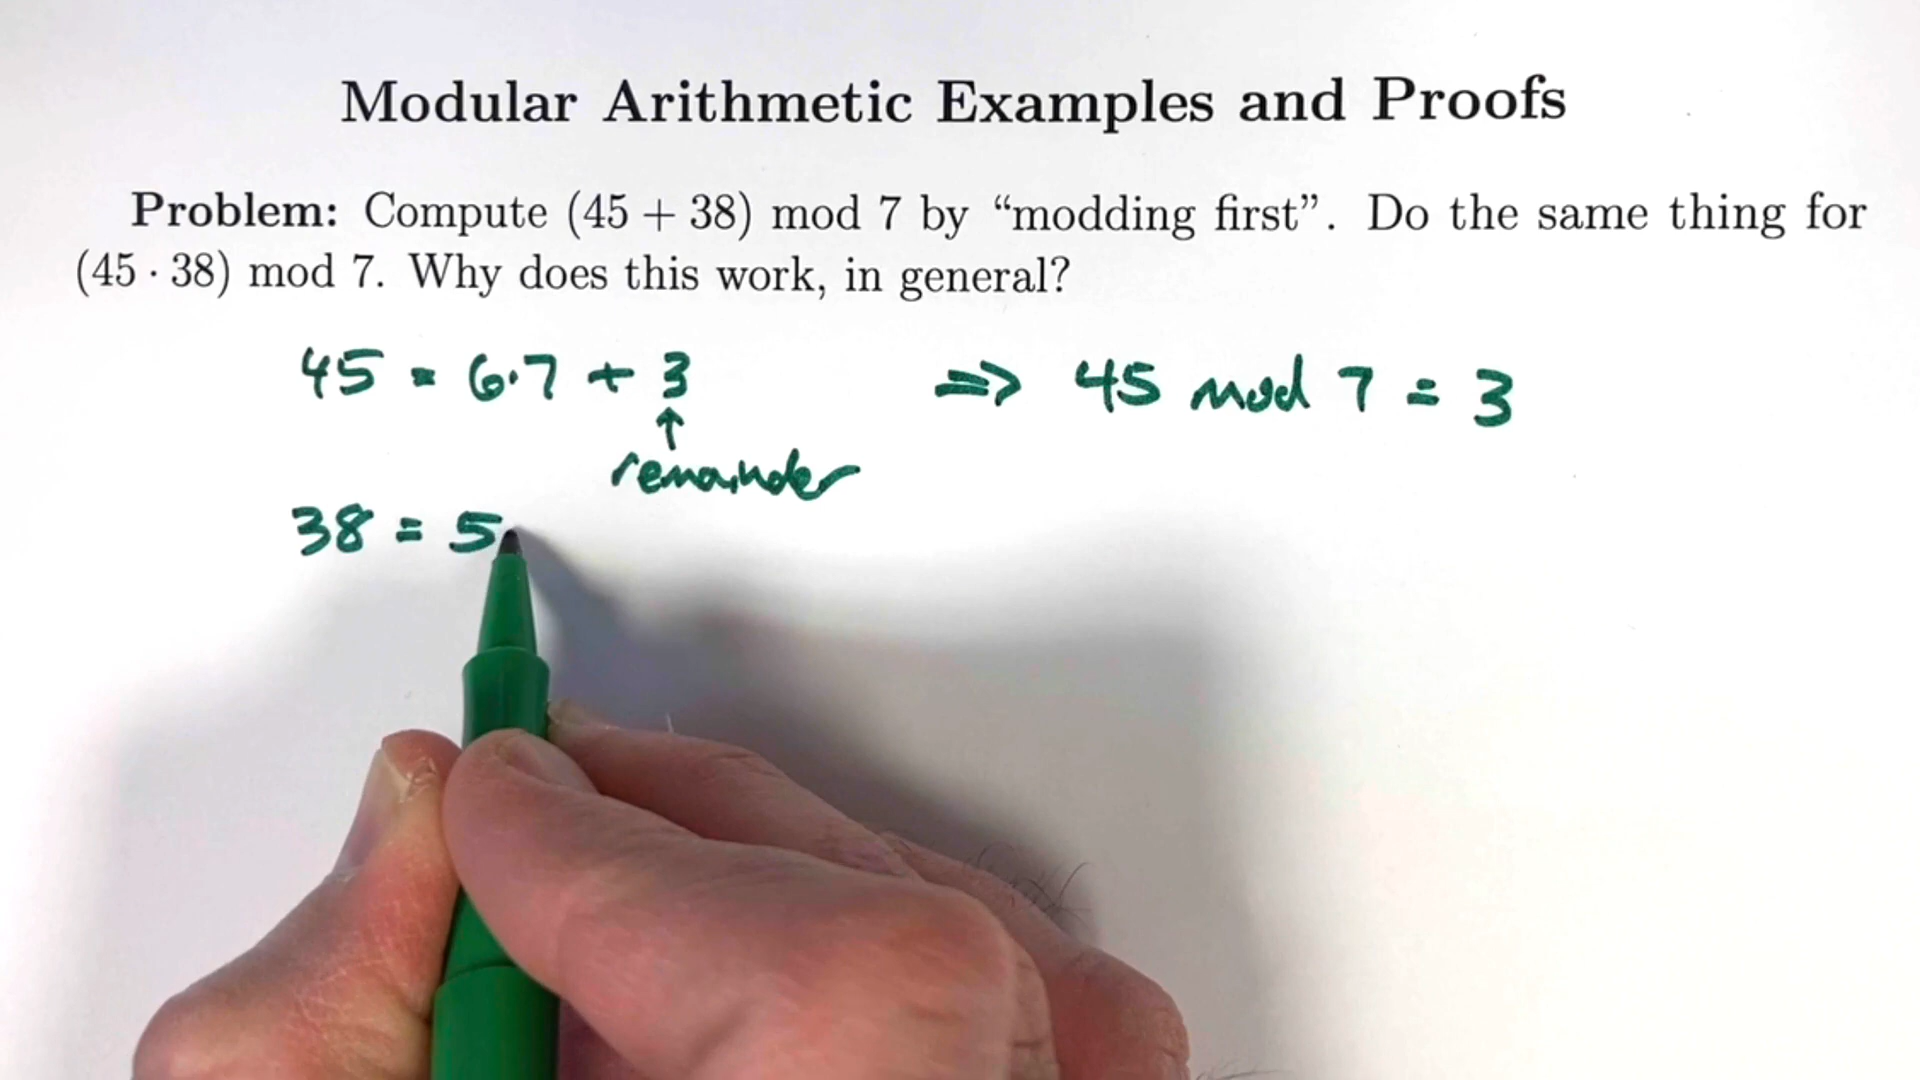 Modular Arithmetic Examples and Proofs
Problem: Compute (45 + 38) mod 7 by “modding first”. Do the same thing for
(45 · 38) mod 7. Why does this work, in general?
45 = 6·7 + 3 ⇒ 45 mod 7 = 3
↑
remainder
38 = 5